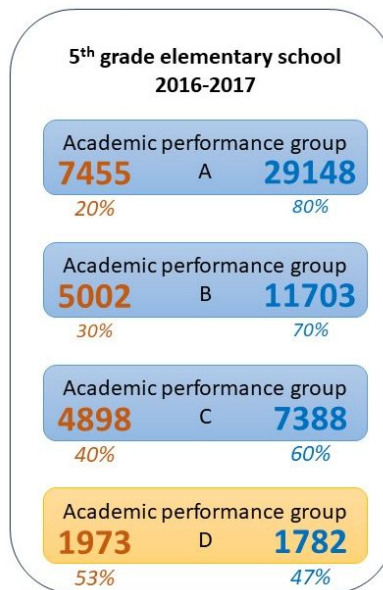 5th grade elementary school
2016-2017
Academic performance group
7455 A 29148
20% 80%
Academic performance group
5002 B 11703
30% 70%
Academic performance group
4898 C 7388
40% 60%
Academic performance group
1973 D 1782
53% 47%